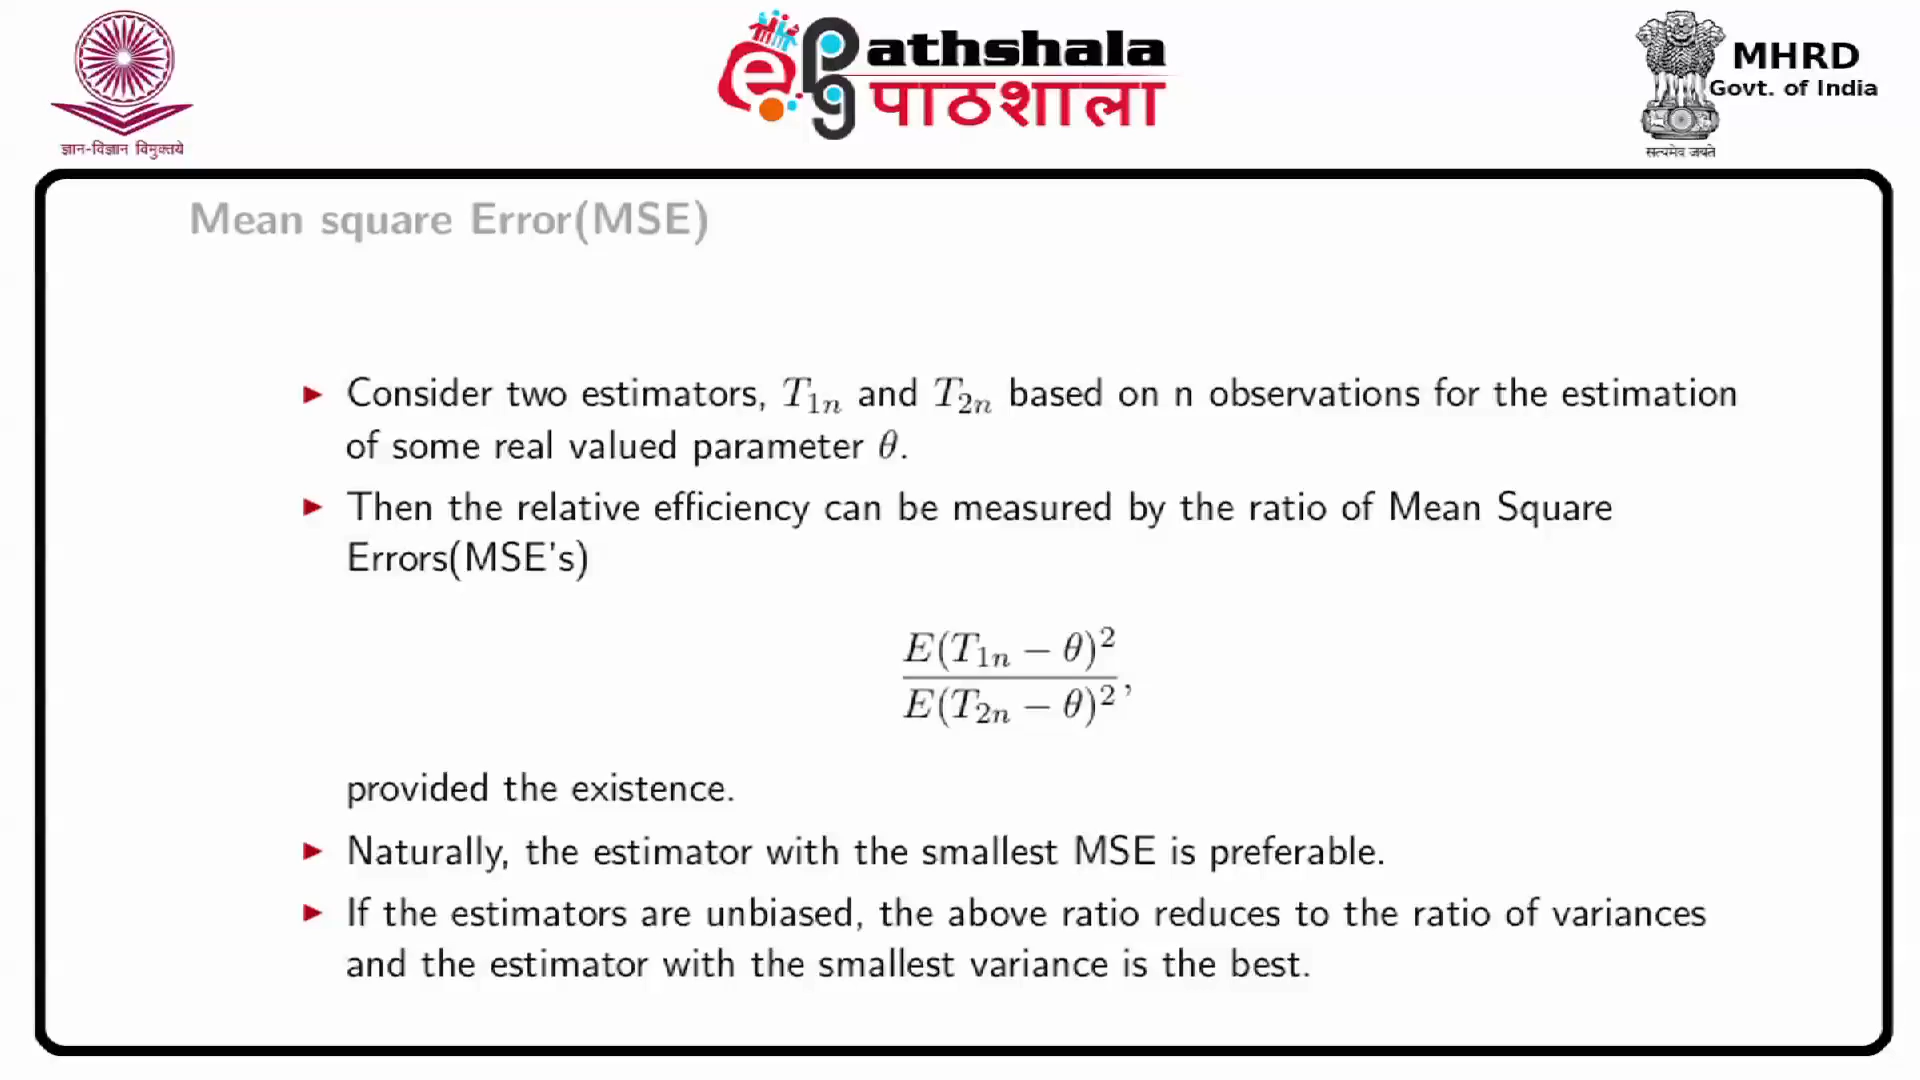 ज्ञान-विज्ञान विमुक्तये
e pg athshala
पाठशाला
MHRD
Govt. of India
सत्यमेव जयते
Mean square Error(MSE)
Consider two estimators, T₁ₙ and T₂ₙ based on n observations for the estimation
of some real valued parameter θ.
Then the relative efficiency can be measured by the ratio of Mean Square
Errors(MSE's)
E(T₁ₙ − θ)²
E(T₂ₙ − θ)²,
provided the existence.
Naturally, the estimator with the smallest MSE is preferable.
If the estimators are unbiased, the above ratio reduces to the ratio of variances
and the estimator with the smallest variance is the best.